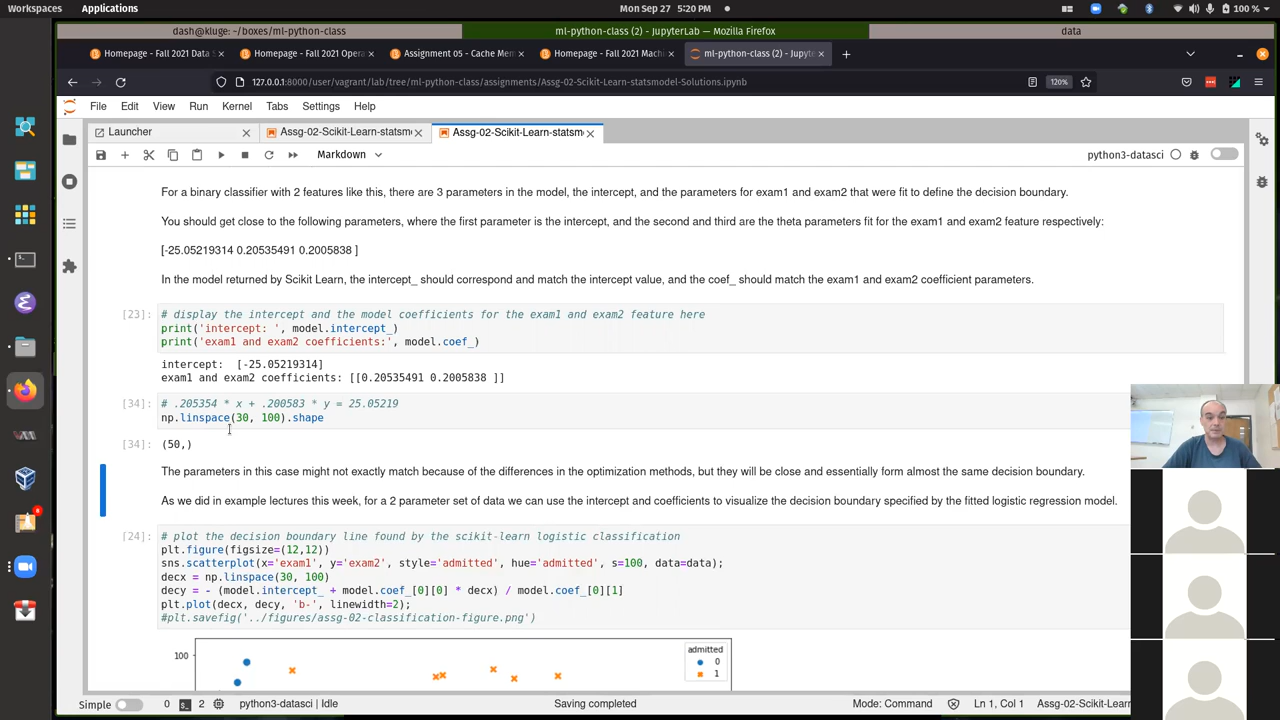 Workspaces Applications Mon Sep 27 5:20 PM 100 %
dash@kluge: ~/boxes/ml-python-class ml-python-class (2) - JupyterLab — Mozilla Firefox data
Homepage - Fall 2021 Data S Homepage - Fall 2021 Opera Assignment 05 - Cache Mem Homepage - Fall 2021 Machi ml-python-class (2) - Jupyte
127.0.0.1:8000/user/vagrant/lab/tree/ml-python-class/assignments/Assg-02-Scikit-Learn-statsmodel-Solutions.ipynb 120%
File Edit View Run Kernel Tabs Settings Help
Launcher Assg-02-Scikit-Learn-statsm Assg-02-Scikit-Learn-statsm
Markdown python3-datasci
For a binary classifier with 2 features like this, there are 3 parameters in the model, the intercept, and the parameters for exam1 and exam2 that were fit to define the decision boundary.
You should get close to the following parameters, where the first parameter is the intercept, and the second and third are the theta parameters fit for the exam1 and exam2 feature respectively:
[-25.05219314 0.20535491 0.2005838 ]
In the model returned by Scikit Learn, the intercept_ should correspond and match the intercept value, and the coef_ should match the exam1 and exam2 coefficient parameters.
[23]: # display the intercept and the model coefficients for the exam1 and exam2 feature here
print('intercept: ', model.intercept_)
print('exam1 and exam2 coefficients:', model.coef_)
intercept: [-25.05219314]
exam1 and exam2 coefficients: [[0.20535491 0.2005838 ]]
[34]: # .205354 * x + .200583 * y = 25.05219
np.linspace(30, 100).shape
[34]: (50,)
The parameters in this case might not exactly match because of the differences in the optimization methods, but they will be close and essentially form almost the same decision boundary.
As we did in example lectures this week, for a 2 parameter set of data we can use the intercept and coefficients to visualize the decision boundary specified by the fitted logistic regression model.
[24]: # plot the decision boundary line found by the scikit-learn logistic classification
plt.figure(figsize=(12,12))
sns.scatterplot(x='exam1', y='exam2', style='admitted', hue='admitted', s=100, data=data);
decx = np.linspace(30, 100)
decy = - (model.intercept_ + model.coef_[0][0] * decx) / model.coef_[0][1]
plt.plot(decx, decy, 'b-', linewidth=2);
#plt.savefig('../figures/assg-02-classification-figure.png')
admitted
100 0
1
Simple 0 2 python3-datasci | Idle Saving completed Mode: Command Ln 1, Col 1 Assg-02-Scikit-Learn